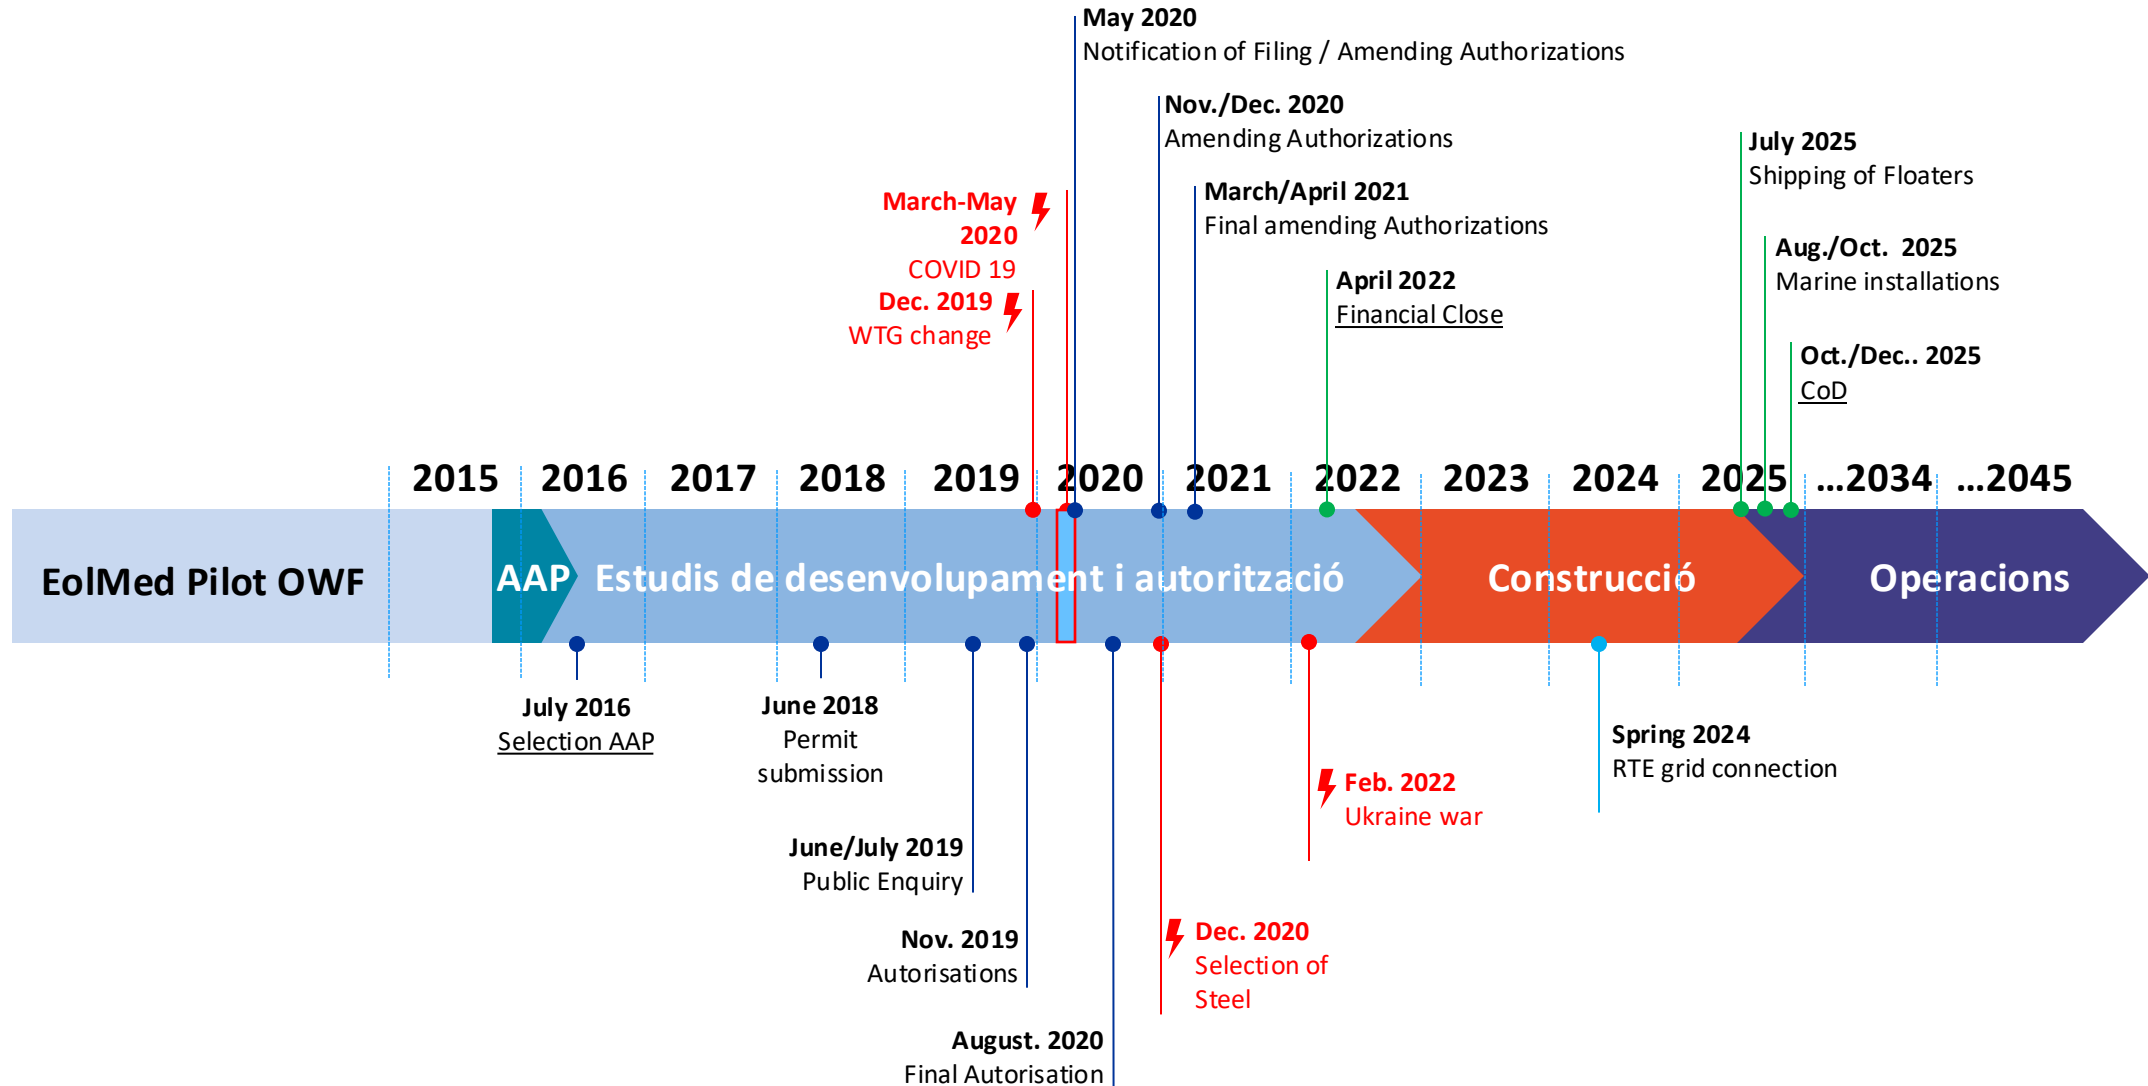 May 2020
Notification of Filing / Amending Authorizations
Nov./Dec. 2020
Amending Authorizations
July 2025
Shipping of Floaters
March-May
2020
COVID 19
March/April 2021
Final amending Authorizations
Aug./Oct.  2025
Marine installations
Dec. 2019
WTG change
April 2022
Financial Close
Oct./Dec.. 2025
CoD
2015 2016 2017 2018 2019 2020 2021 2022 2023 2024 2025 ...2034 ...2045
EolMed Pilot OWF
AAP
Estudis de desenvolupament i autorització
Construcció
Operacions
July 2016
Selection AAP
June 2018
Permit
submission
Spring 2024
RTE grid connection
Feb. 2022
Ukraine war
June/July 2019
Public Enquiry
Nov. 2019
Autorisations
Dec. 2020
Selection of
Steel
August. 2020
Final Autorisation